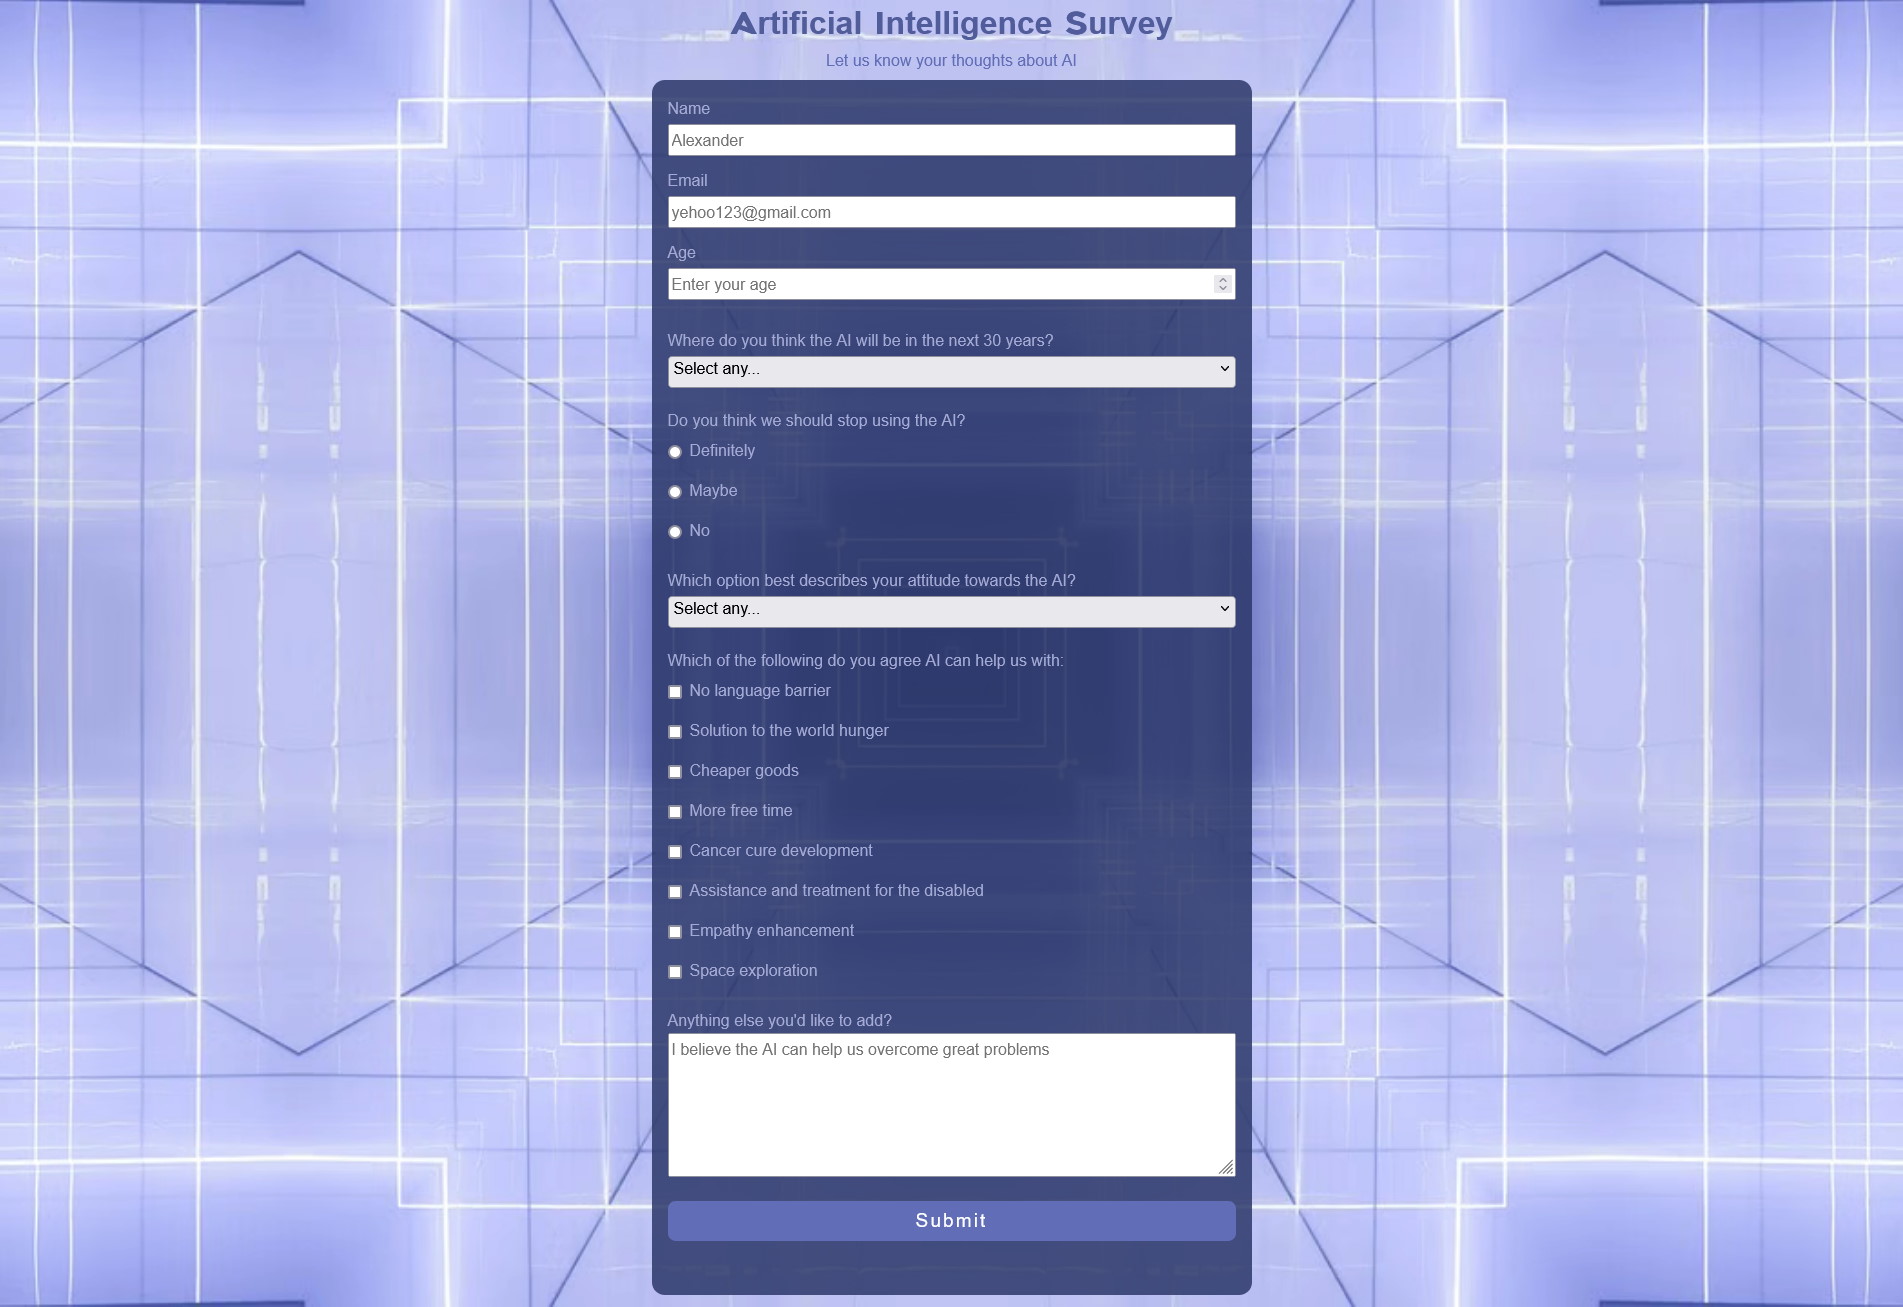 Artificial Intelligence Survey
Let us know your thoughts about AI
Name
Alexander
Email
yehoo123@gmail.com
Age
Enter your age
Where do you think the AI will be in the next 30 years?
Select any...
Do you think we should stop using the AI?
Definitely
Maybe
No
Which option best describes your attitude towards the AI?
Select any...
Which of the following do you agree AI can help us with:
No language barrier
Solution to the world hunger
Cheaper goods
More free time
Cancer cure development
Assistance and treatment for the disabled
Empathy enhancement
Space exploration
Anything else you'd like to add?
I believe the AI can help us overcome great problems
Submit